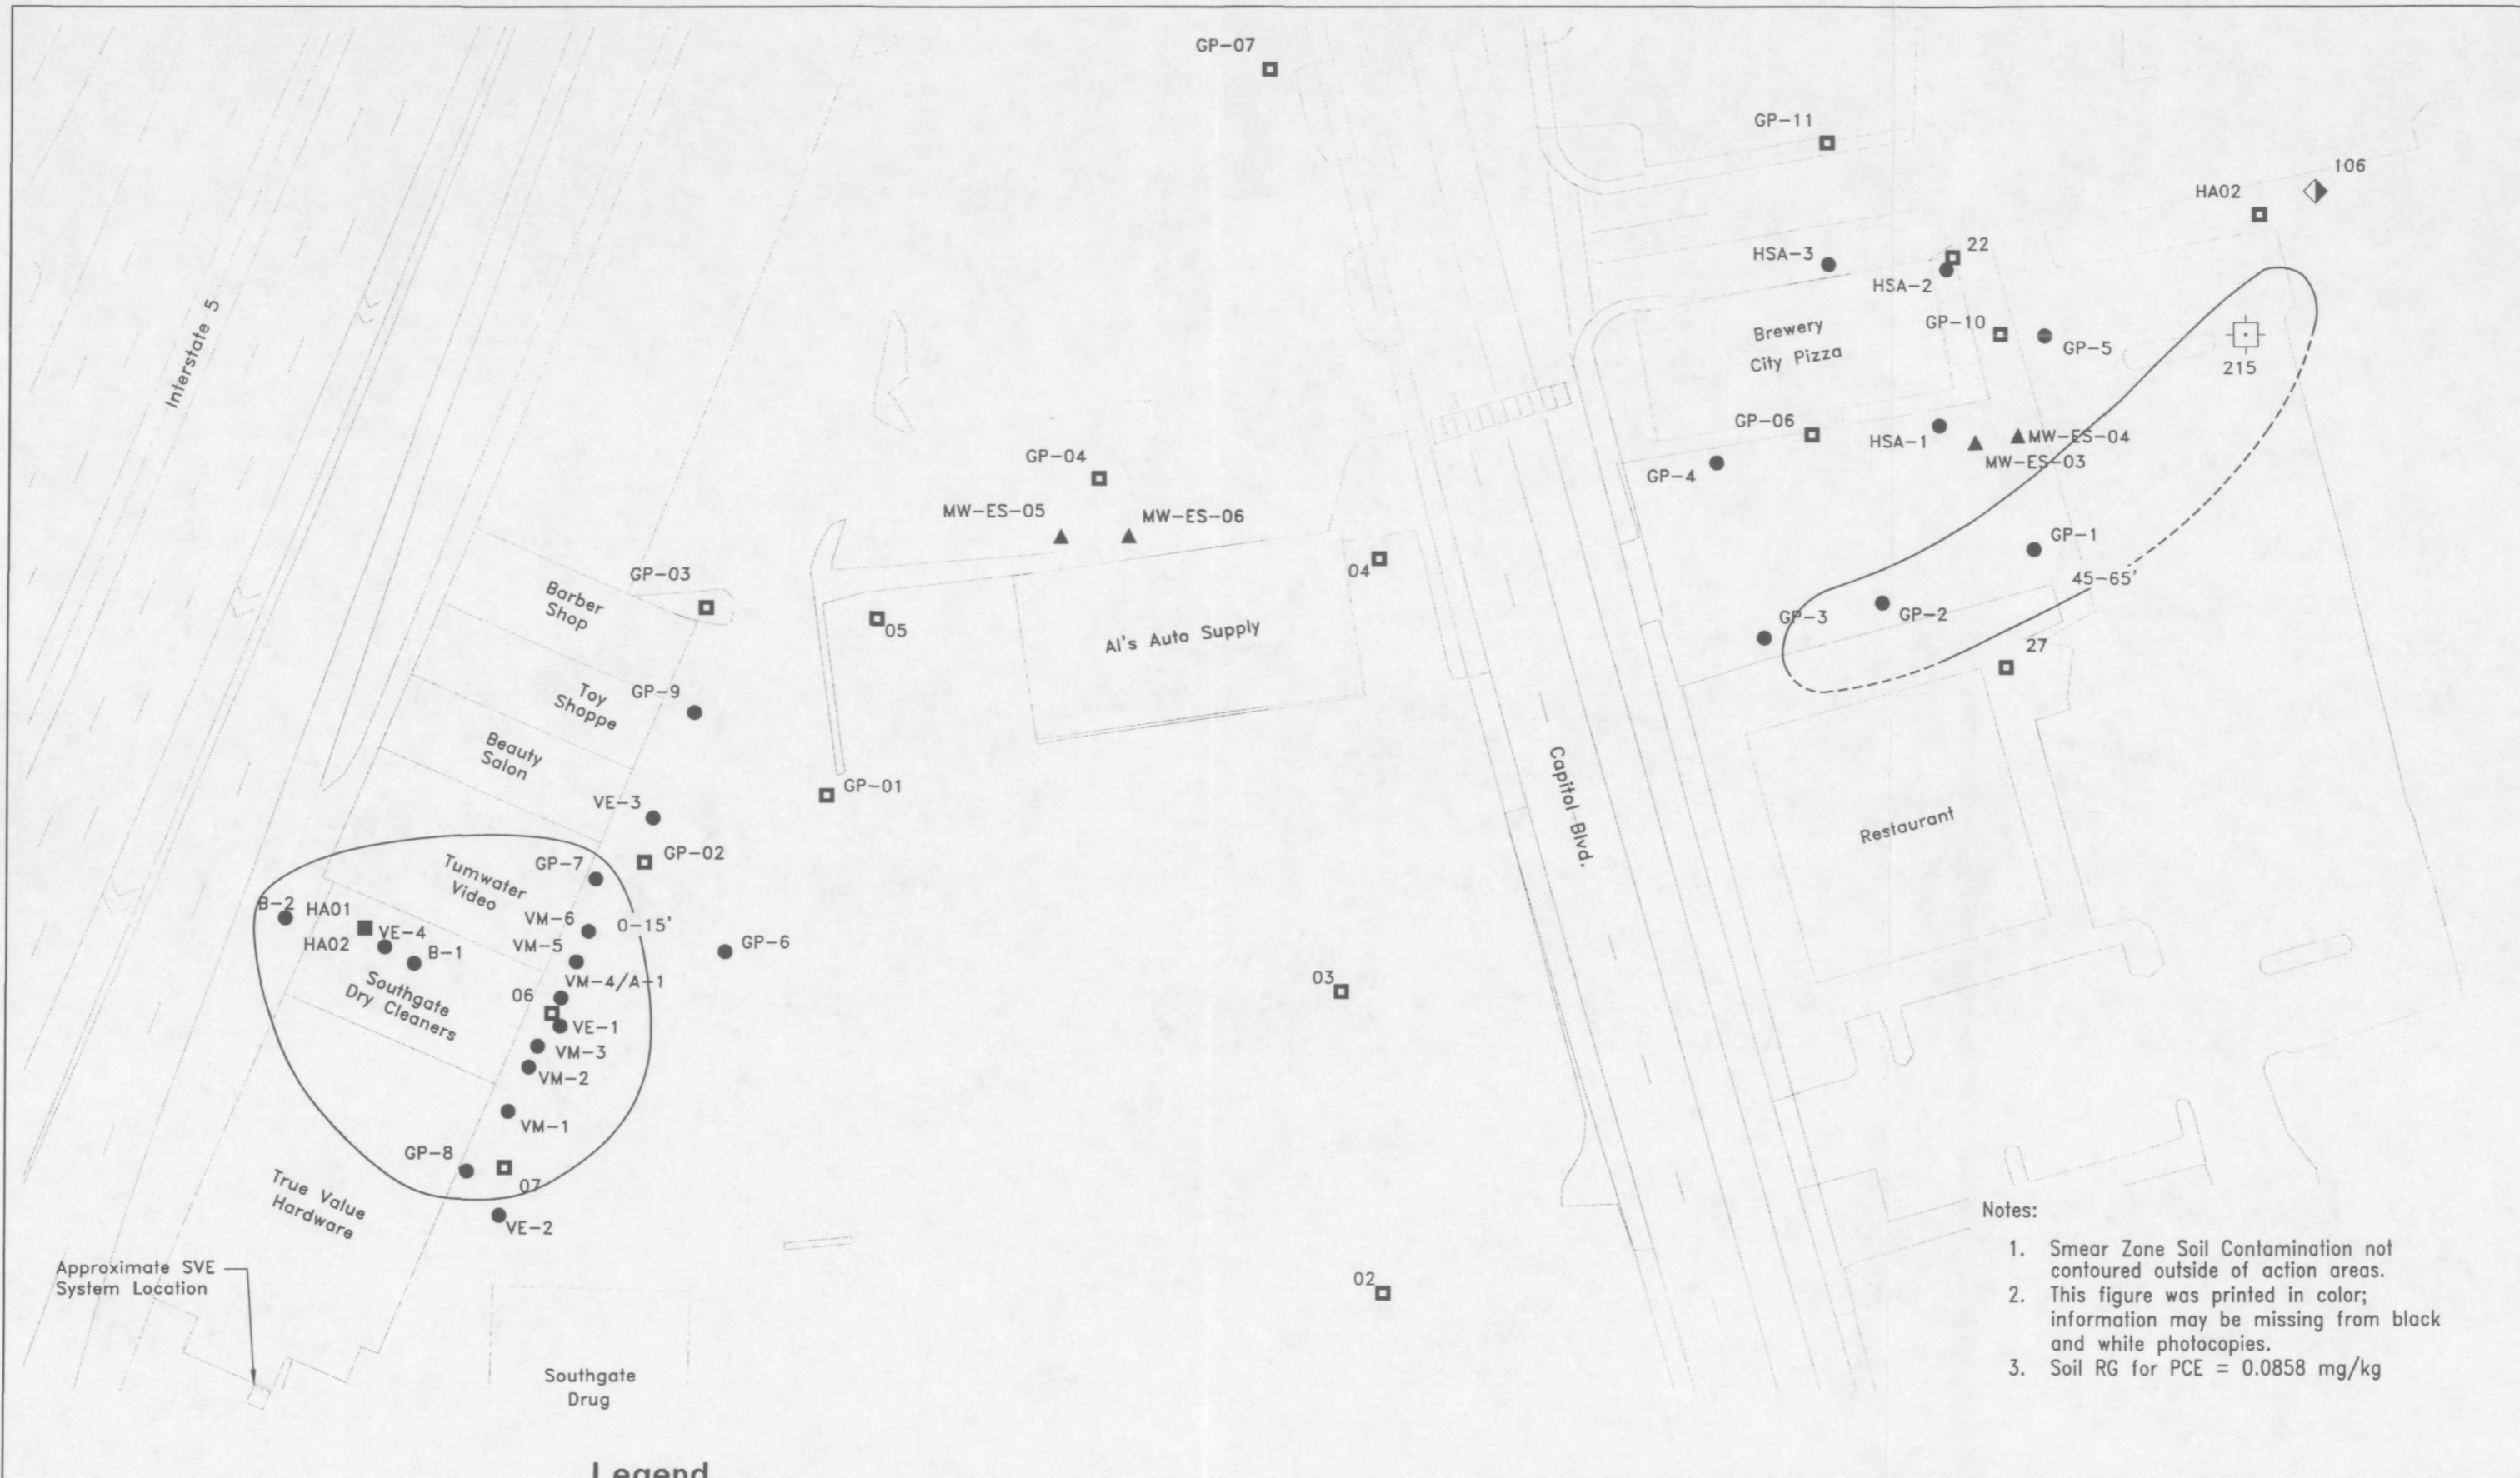 GP-07
GP-11
106
HA02
22
HSA-3
HSA-2
Interstate 5
Brewery
City Pizza
GP-10
GP-5
215
GP-06
HSA-1
MW-ES-04
MW-ES-03
GP-4
GP-04
MW-ES-05
MW-ES-06
GP-1
04
GP-03
45-65'
Barber
Shop
05
Al's Auto Supply
GP-3
GP-2
27
Toy
Shoppe
GP-9
Beauty
Salon
GP-01
VE-3
Capitol Blvd.
Restaurant
GP-02
GP-7
Tumwater
Video
B-2
HA01
VM-6
0-15'
VE-4
HA02
VM-5
GP-6
B-1
VM-4/A-1
03
Southgate
Dry Cleaners
06
VE-1
VM-3
VM-2
VM-1
GP-8
07
True Value
Hardware
VE-2
Approximate SVE
System Location
02
Southgate
Drug
Notes:
1. Smear Zone Soil Contamination not
contoured outside of action areas.
2. This figure was printed in color;
information may be missing from black
and white photocopies.
3. Soil RG for PCE = 0.0858 mg/kg
Legend